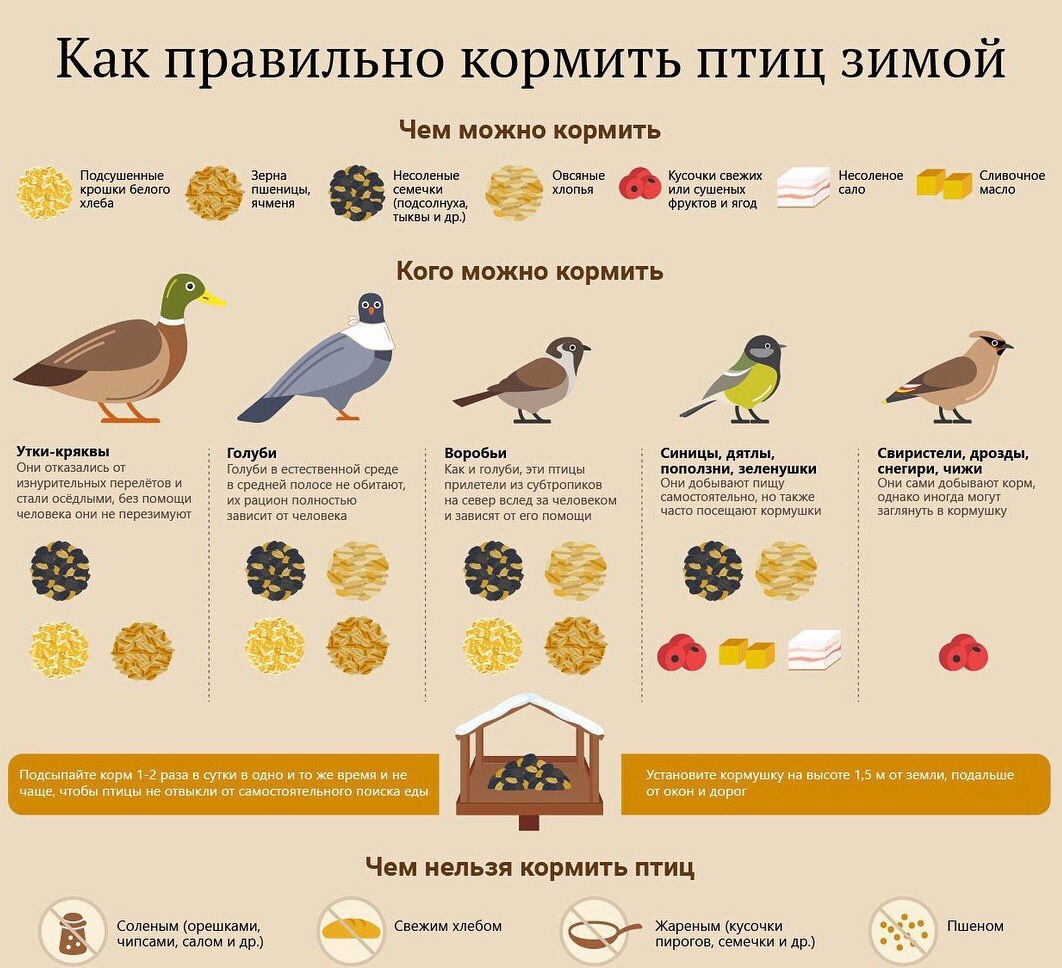 Как правильно кормить птиц зимой
Чем можно кормить
Подсушенные
крошки белого
хлеба
Зерна
пшеницы,
ячменя
Несоленые
семечки
(подсолнуха,
тыквы и др.)
Овсяные
хлопья
Кусочки свежих
или сушеных
фруктов и ягод
Несоленое
сало
Сливочное
масло
Кого можно кормить
Утки-кряквы
Они отказались от
изнурительных перелётов и
стали осёдлыми, без помощи
человека они не перезимуют
Голуби
Голуби в естественной среде
в средней полосе не обитают,
их рацион полностью
зависит от человека
Воробьи
Как и голуби, эти птицы
прилетели из субтропиков
на север вслед за человеком
и зависят от его помощи
Синицы, дятлы,
поползни, зеленушки
Они добывают пищу
самостоятельно, но также
часто посещают кормушки
Свиристели, дрозды,
снегири, чижи
Они сами добывают корм,
однако иногда могут
заглянуть в кормушку
Подсыпайте корм 1-2 раза в сутки в одно и то же время и не
чаще, чтобы птицы не отвыкли от самостоятельного поиска еды
Установите кормушку на высоте 1,5 м от земли, подальше
от окон и дорог
Чем нельзя кормить птиц
Соленым (орешками,
чипсами, салом и др.)
Свежим хлебом
Жареным (кусочки
пирогов, семечки и др.)
Пшеном